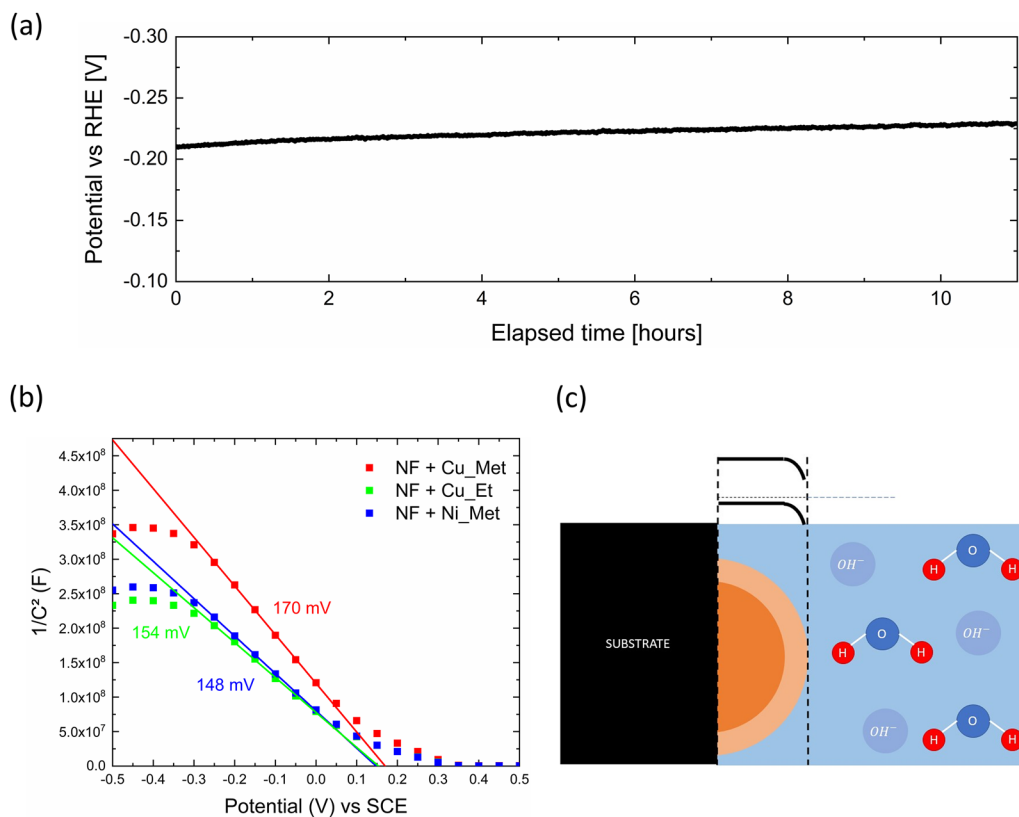 (a)
-0.30
-0.25
-0.20
-0.15
-0.10
Potential vs RHE [V]
0 2 4 6 8 10
Elapsed time [hours]
(b)
4.5x10⁸
4.0x10⁸
3.5x10⁸
3.0x10⁸
2.5x10⁸
2.0x10⁸
1.5x10⁸
1.0x10⁸
5.0x10⁷
0.0
1/C² (F)
NF + Cu_Met
NF + Cu_Et
NF + Ni_Met
170 mV
154 mV
148 mV
-0.5 -0.4 -0.3 -0.2 -0.1 0.0 0.1 0.2 0.3 0.4 0.5
Potential (V) vs SCE
(c)
SUBSTRATE
OH⁻
O
H H
O
H H
OH⁻
OH⁻
O
H H